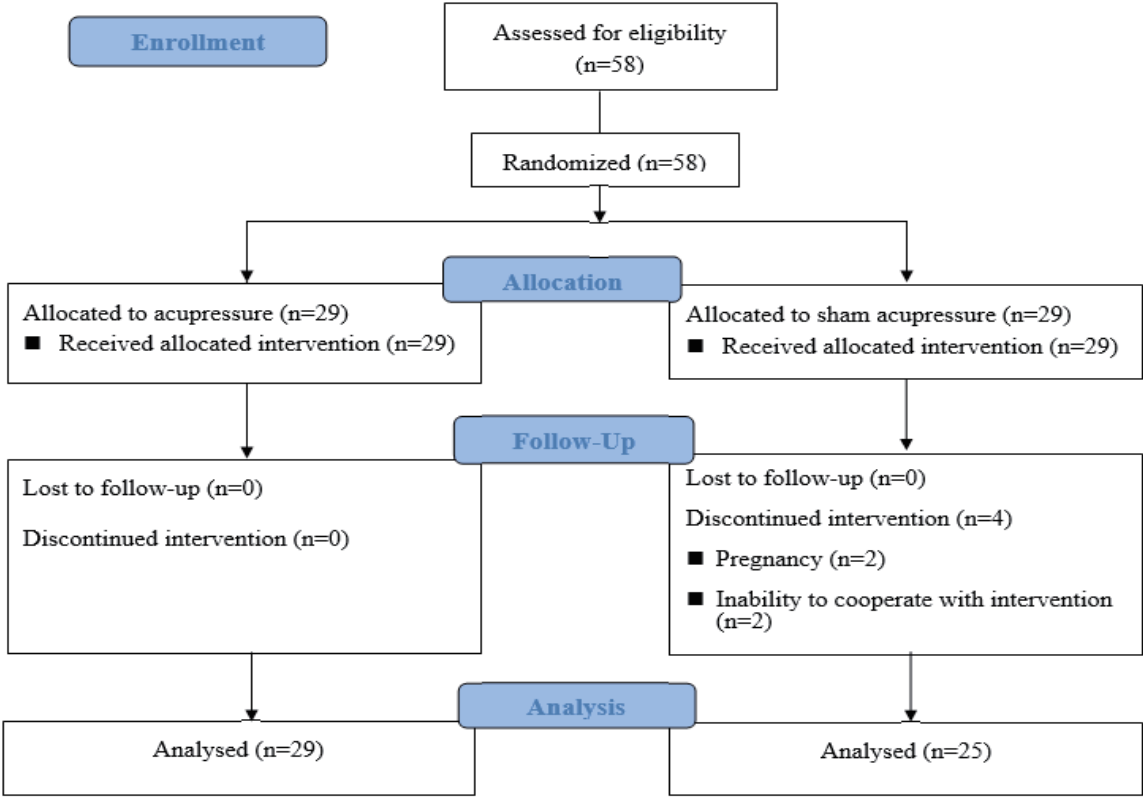 Enrollment
Assessed for eligibility
(n=58)
Randomized (n=58)
Allocation
Allocated to acupressure (n=29)
■ Received allocated intervention (n=29)
Allocated to sham acupressure (n=29)
■ Received allocated intervention (n=29)
Follow-Up
Lost to follow-up (n=0)
Discontinued intervention (n=0)
Lost to follow-up (n=0)
Discontinued intervention (n=4)
■ Pregnancy (n=2)
■ Inability to cooperate with intervention
(n=2)
Analysis
Analysed (n=29)
Analysed (n=25)